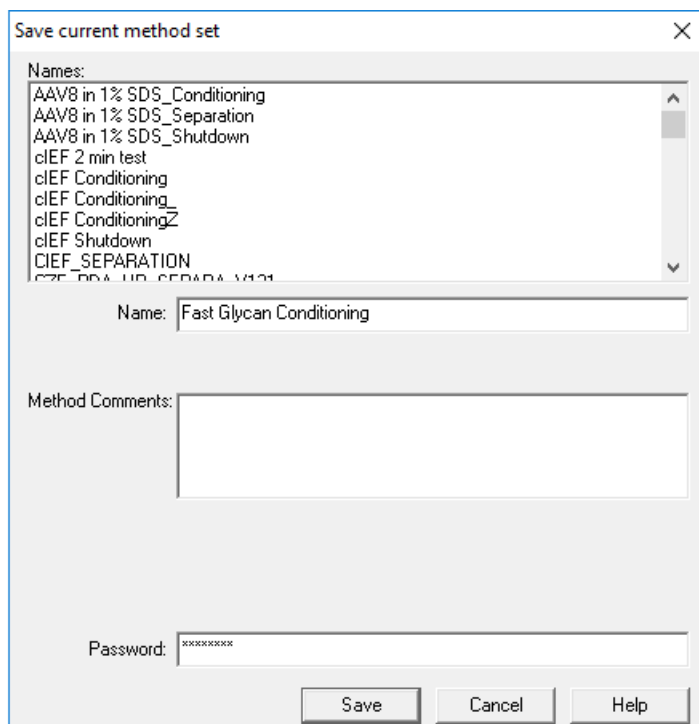 Save current method set
Names:
AAV8 in 1% SDS_Conditioning
AAV8 in 1% SDS_Separation
AAV8 in 1% SDS_Shutdown
cIEF 2 min test
cIEF Conditioning
cIEF Conditioning_
cIEF ConditioningZ
cIEF Shutdown
CIEF_SEPARATION
Name: Fast Glycan Conditioning
Method Comments:
Password: ********
Save Cancel Help